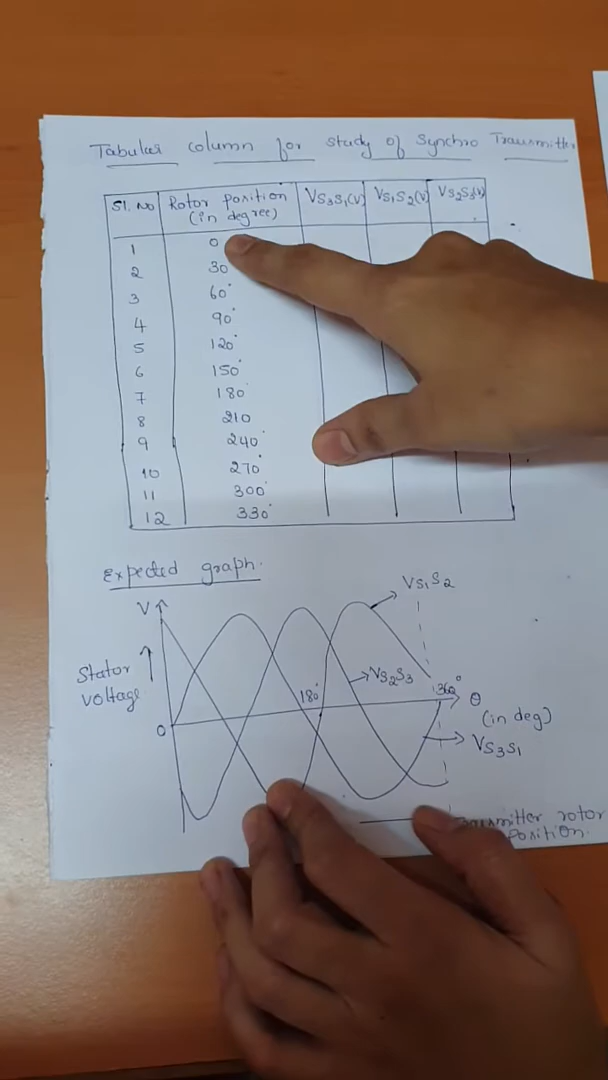 Tabular column for study of Synchro Transmitter
Sl. No Rotor position (in degree) VS3S1(V) VS1S2(V) VS2S3(V)
1 0
2 30°
3 60°
4 90°
5 120°
6 150°
7 180°
8 210
9 240°
10 270°
11 300°
12 330°
Expected graph.
V
VS1S2
Stator voltage
VS2S3
180°
360°
θ
(in deg)
0
VS3S1
rotor
position.